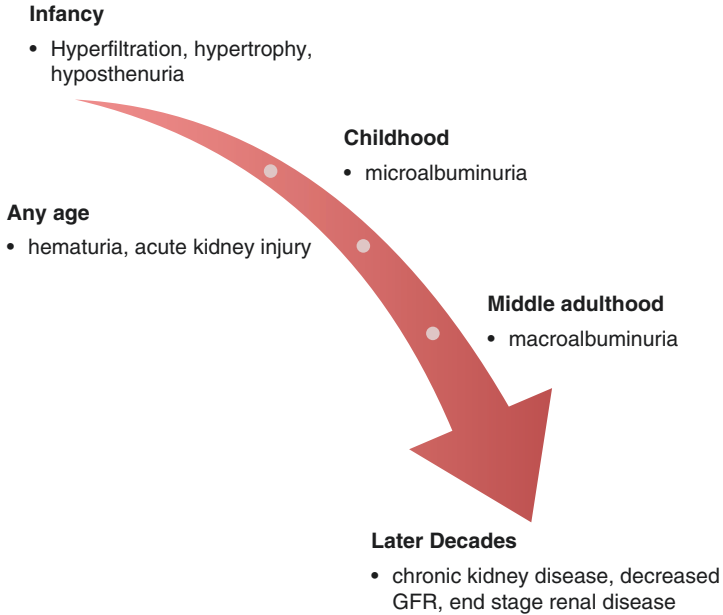 Infancy
• Hyperfiltration, hypertrophy,
hyposthenuria
Childhood
• microalbuminuria
Any age
• hematuria, acute kidney injury
Middle adulthood
• macroalbuminuria
Later Decades
• chronic kidney disease, decreased
GFR, end stage renal disease